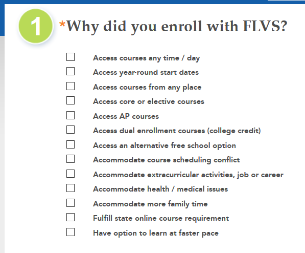 1 *Why did you enroll with FLVS?
Access courses any time / day
Access year-round start dates
Access courses from any place
Access core or elective courses
Access AP courses
Access dual enrollment courses (college credit)
Access an alternative free school option
Accommodate course scheduling conflict
Accommodate extracurricular activities, job or career
Accommodate health / medical issues
Accommodate more family time
Fulfill state online course requirement
Have option to learn at faster pace